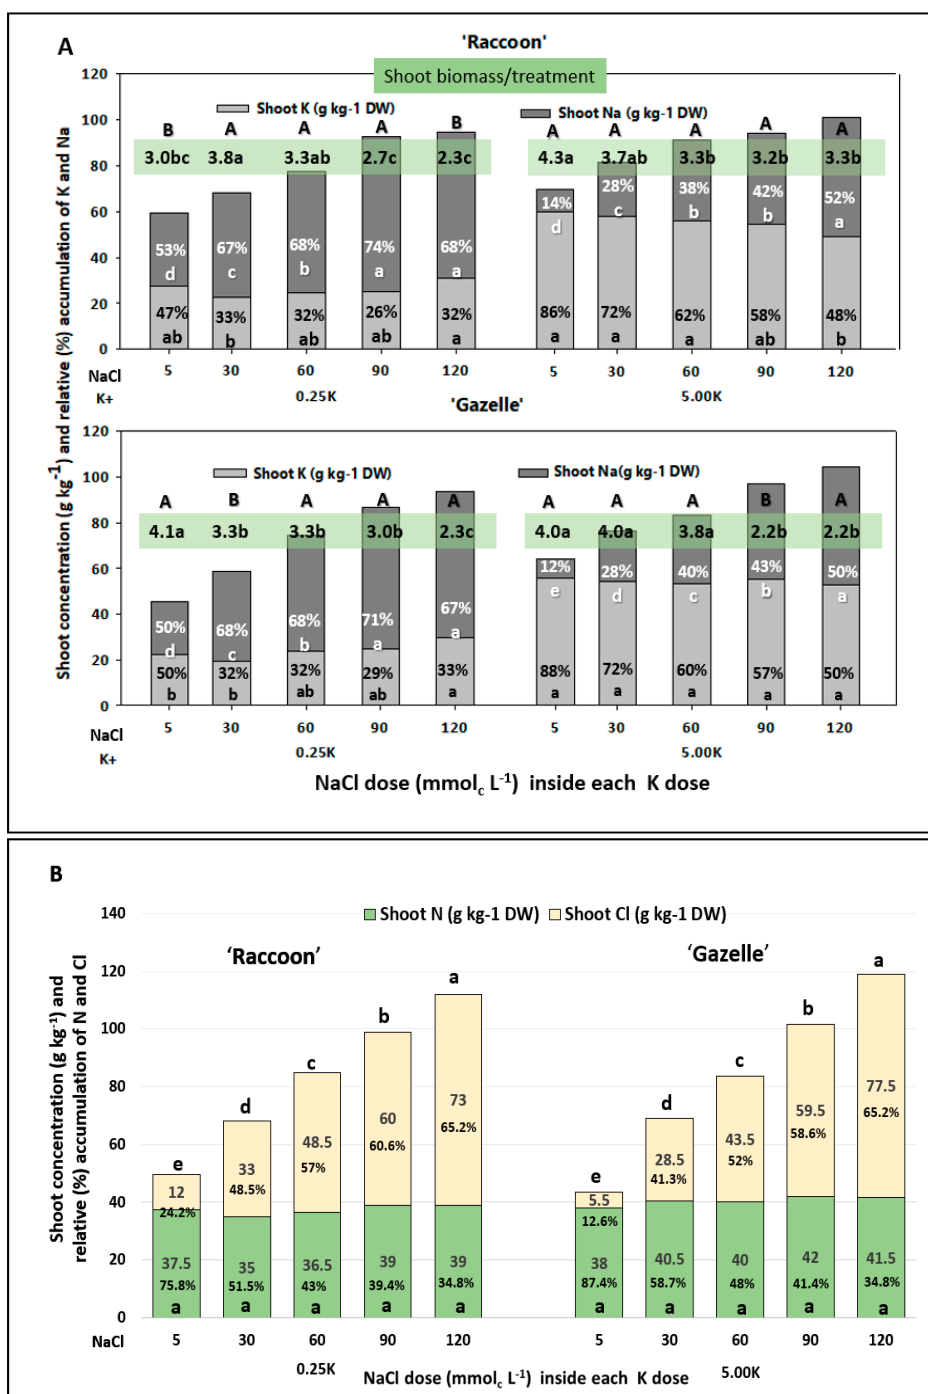 A
'Raccoon'
Shoot biomass/treatment
120
Shoot K (g kg-1 DW) Shoot Na (g kg-1 DW)
100
B A A A B A A A A A
80
3.0bc 3.8a 3.3ab 2.7c 2.3c 4.3a 3.7ab 3.3b 3.2b 3.3b
60
14% 28% 38% 42% 52%
d c b b a
53% 67% 68% 74% 68%
d c b a a
40
20
47% 33% 32% 26% 32% 86% 72% 62% 58% 48%
ab b ab ab a a a a ab b
0
NaCl 5 30 60 90 120 5 30 60 90 120
K+ 0.25K 5.00K
'Gazelle'
120
Shoot K (g kg-1 DW) Shoot Na(g kg-1 DW)
100
A B A A A A A A B A
80
4.1a 3.3b 3.3b 3.0b 2.3c 4.0a 4.0a 3.8a 2.2b 2.2b
60
12% 28% 40% 43% 50%
e d c b a
40
50% 68% 68% 71% 67%
d c b a a
20
50% 32% 32% 29% 33% 88% 72% 60% 57% 50%
b b ab ab a a a a a a
0
NaCl 5 30 60 90 120 5 30 60 90 120
K+ 0.25K 5.00K
NaCl dose (mmolc L-1) inside each K dose
Shoot concentration (g kg-1) and relative (%) accumulation of K and Na
B
140
Shoot N (g kg-1 DW) Shoot Cl (g kg-1 DW)
‘Raccoon’ ‘Gazelle’
120
100
80
60
40
20
0
e d c b a e d c b a
12 33 48.5 60 73 5.5 28.5 43.5 59.5 77.5
24.2% 48.5% 57% 60.6% 65.2% 12.6% 41.3% 52% 58.6% 65.2%
37.5 35 36.5 39 39 38 40.5 40 42 41.5
75.8% 51.5% 43% 39.4% 34.8% 87.4% 58.7% 48% 41.4% 34.8%
a a a a a a a a a a
NaCl 5 30 60 90 120 5 30 60 90 120
0.25K 5.00K
NaCl dose (mmolc L-1) inside each K dose
Shoot concentration (g kg-1) and
relative (%) accumulation of N and Cl